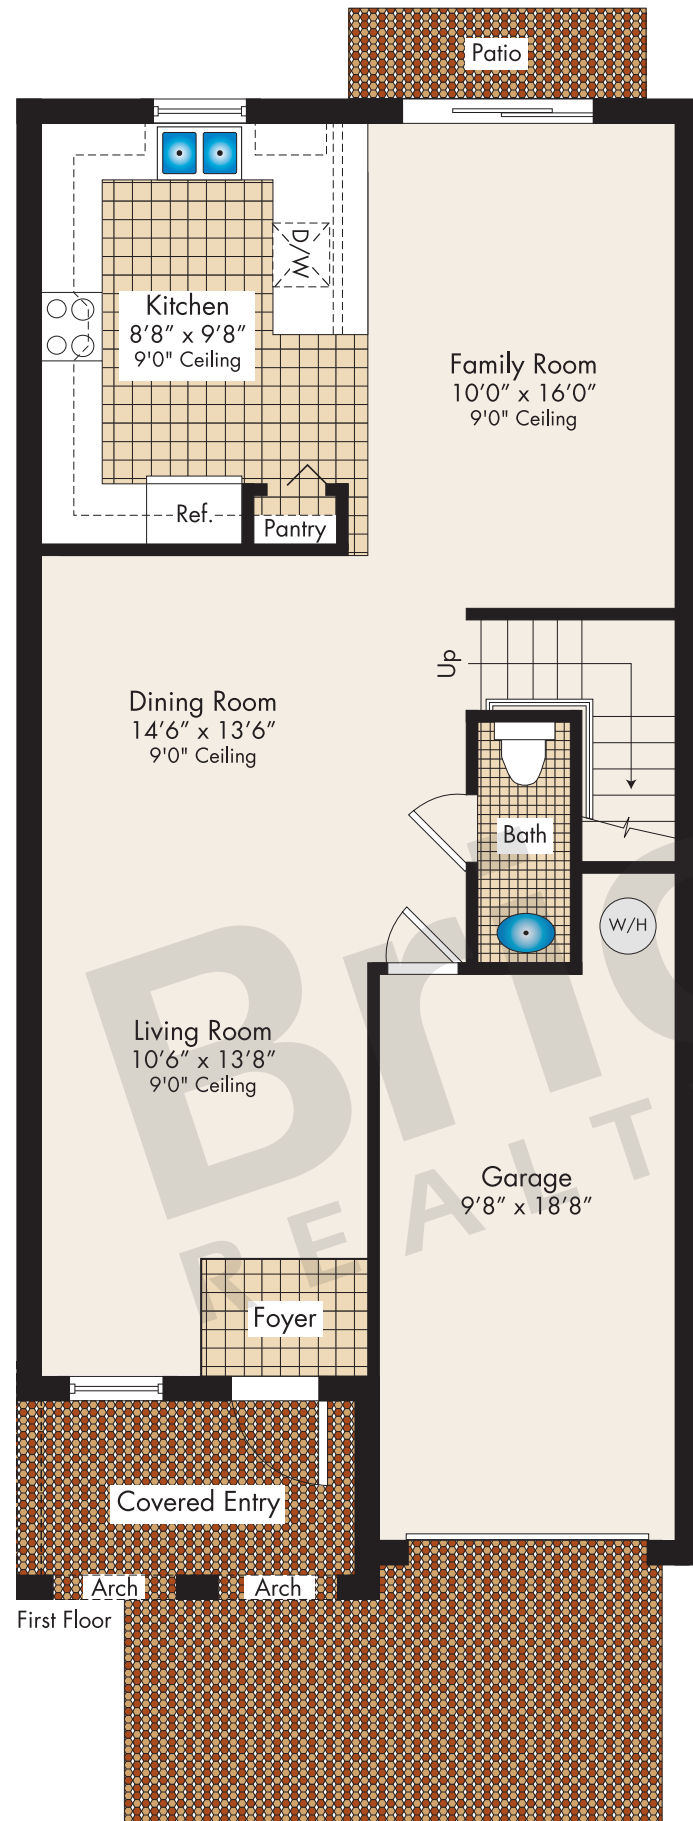 Patio
D/W
Kitchen
8'8" x 9'8"
9'0" Ceiling
Family Room
10'0" x 16'0"
9'0" Ceiling
Ref.
Pantry
Up
Dining Room
14'6" x 13'6"
9'0" Ceiling
Bath
W/H
Living Room
10'6" x 13'8"
9'0" Ceiling
Garage
9'8" x 18'8"
Foyer
Covered Entry
Arch
Arch
First Floor